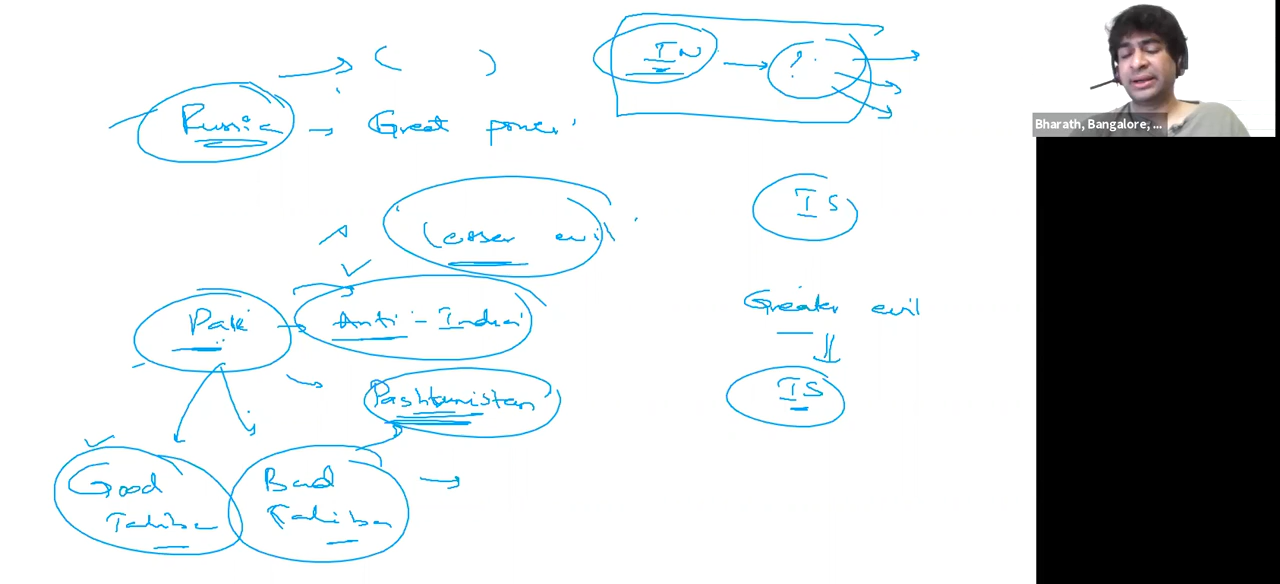 IN
?
Russia → Great power
Bharath, Bangalore, ...
IS
Lesser evil
Greater evil
Pak → Anti - India
IS
Pashtunistan
Good
Taliban
Bad
Taliban